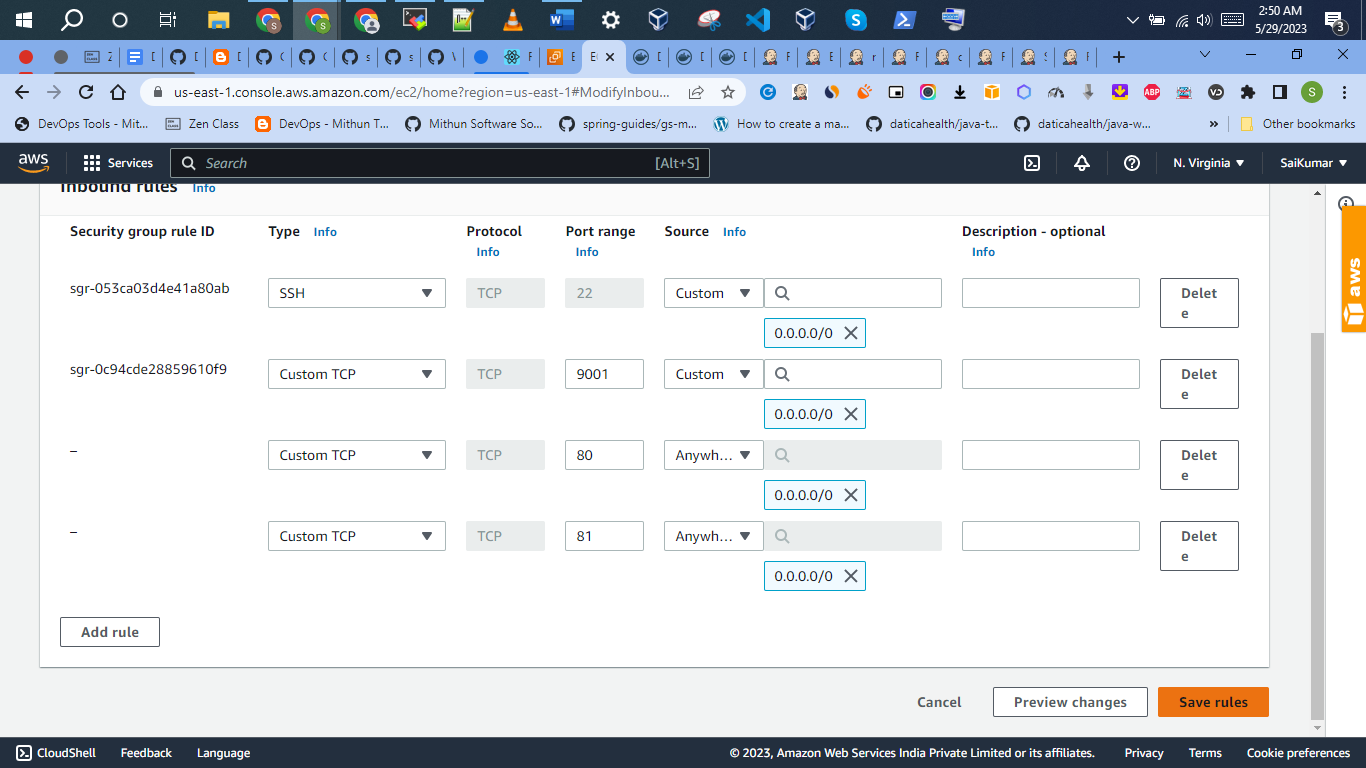 2:50 AM
5/29/2023
3
us-east-1.console.aws.amazon.com/ec2/home?region=us-east-1#ModifyInbou...
S
ABP
DevOps Tools - Mit...
Zen Class
DevOps - Mithun T...
Mithun Software So...
spring-guides/gs-m...
How to create a ma...
daticahealth/java-t...
daticahealth/java-w...
»
Other bookmarks
aws
Services
Search
[Alt+S]
N. Virginia
SaiKumar
Inbound rules Info
Security group rule ID
Type Info
Protocol
Info
Port range
Info
Source Info
Description - optional
Info
sgr-053ca03d4e41a80ab
SSH
TCP
22
Custom
Delet
e
0.0.0.0/0
sgr-0c94cde28859610f9
Custom TCP
TCP
9001
Custom
Delet
e
0.0.0.0/0
–
Custom TCP
TCP
80
Anywh...
Delet
e
0.0.0.0/0
–
Custom TCP
TCP
81
Anywh...
Delet
e
0.0.0.0/0
Add rule
Cancel
Preview changes
Save rules
aws
CloudShell
Feedback
Language
© 2023, Amazon Web Services India Private Limited or its affiliates.
Privacy
Terms
Cookie preferences